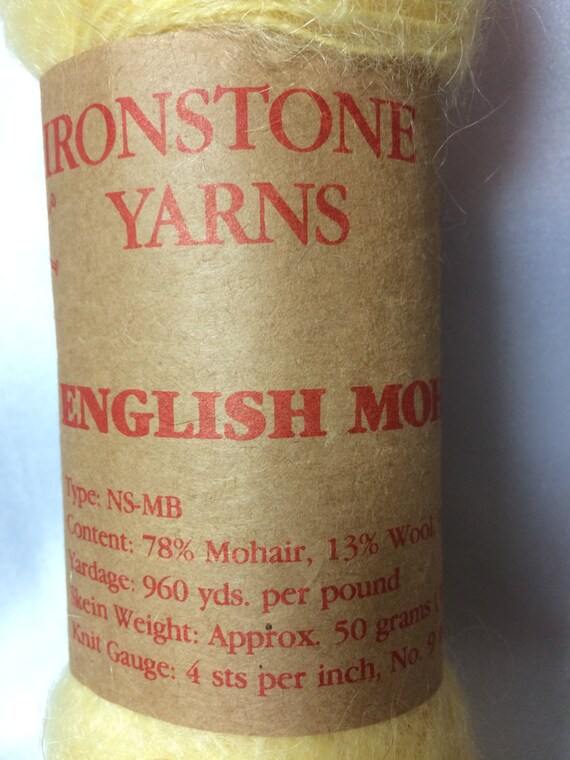 IRONSTONE
YARNS
ENGLISH MOH
Type: NS-MB
Content: 78% Mohair, 13% Wool,
Yardage: 960 yds. per pound
Skein Weight: Approx. 50 grams (
Knit Gauge: 4 sts per inch, No. 9